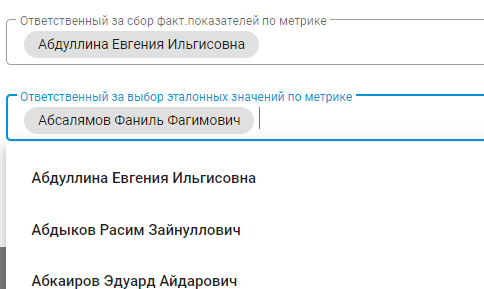 Ответственный за сбор факт.показателей по метрике
Абдуллина Евгения Ильгисовна
Ответственный за выбор эталонных значений по метрике
Абсалямов Фаниль Фагимович
Абдуллина Евгения Ильгисовна
Абдыков Расим Зайнуллович
Абкаиров Эдуард Айдарович